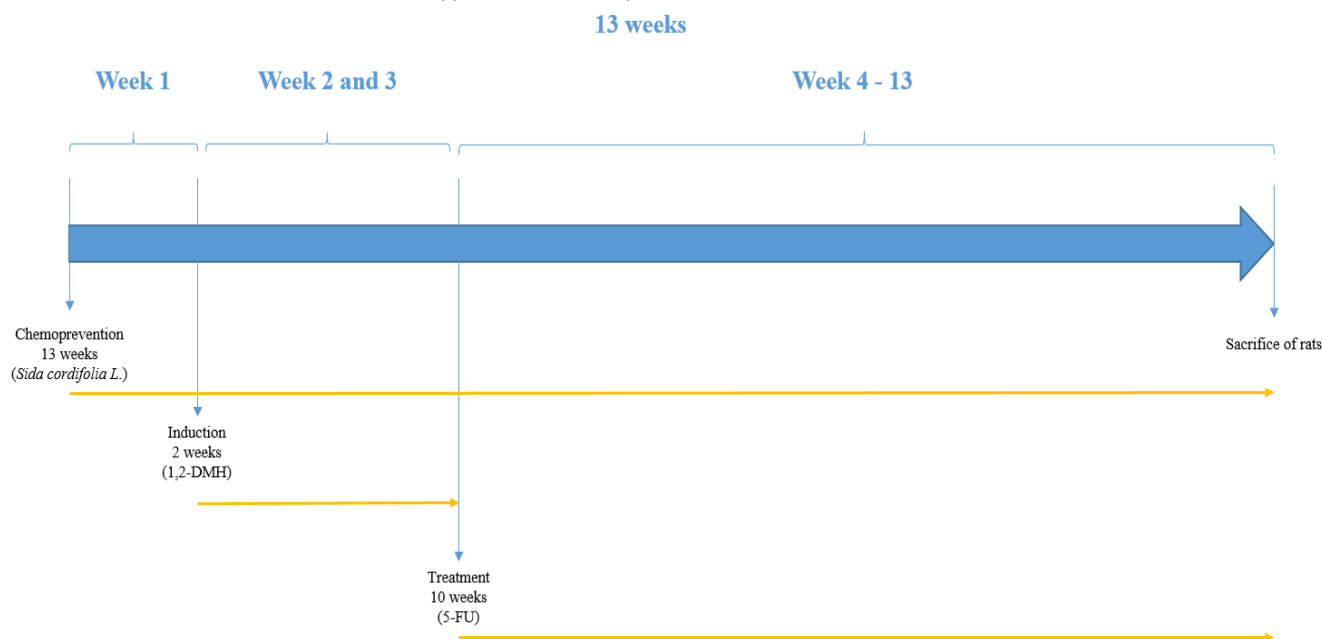 13 weeks
Week 1
Week 2 and 3
Week 4 - 13
Chemoprevention
13 weeks
(Sida cordifolia L.)
Sacrifice of rats
Induction
2 weeks
(1,2-DMH)
Treatment
10 weeks
(5-FU)